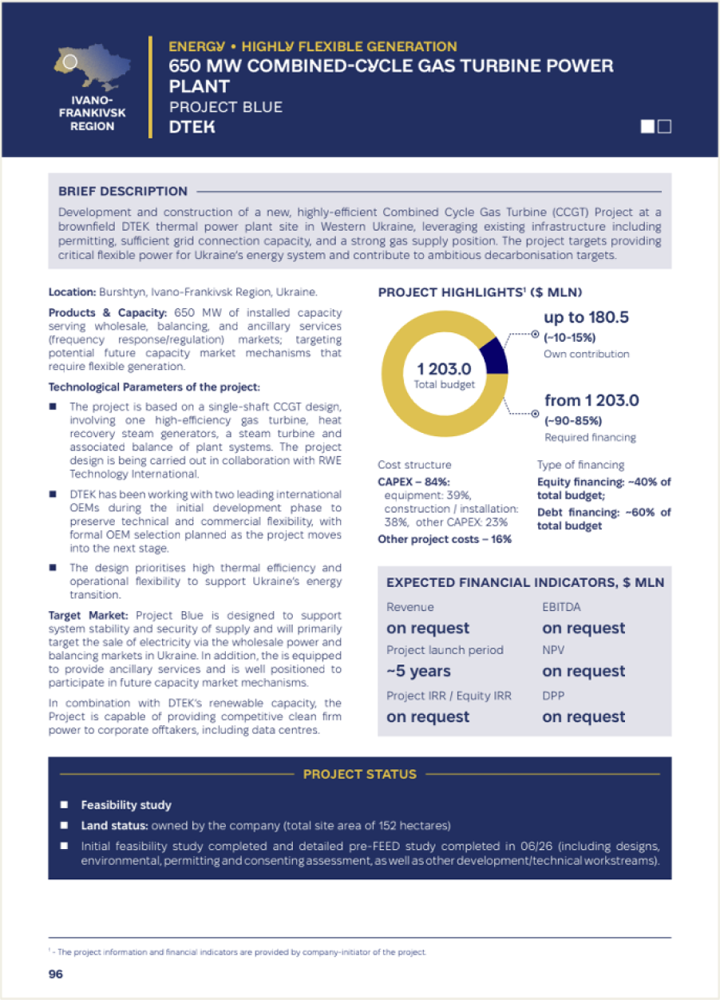 IVANO-
FRANKIVSK
REGION
ENERGY • HIGHLY FLEXIBLE GENERATION
650 MW COMBINED-CYCLE GAS TURBINE POWER
PLANT
PROJECT BLUE
DTEK
BRIEF DESCRIPTION
Development and construction of a new, highly-efficient Combined Cycle Gas Turbine (CCGT) Project at a
brownfield DTEK thermal power plant site in Western Ukraine, leveraging existing infrastructure including
permitting, sufficient grid connection capacity, and a strong gas supply position. The project targets providing
critical flexible power for Ukraine's energy system and contribute to ambitious decarbonisation targets.
Location: Burshtyn, Ivano-Frankivsk Region, Ukraine.
Products & Capacity: 650 MW of installed capacity
serving wholesale, balancing, and ancillary services
(frequency response/regulation) markets; targeting
potential future capacity market mechanisms that
require flexible generation.
Technological Parameters of the project:
■ The project is based on a single-shaft CCGT design,
involving one high-efficiency gas turbine, heat
recovery steam generators, a steam turbine and
associated balance of plant systems. The project
design is being carried out in collaboration with RWE
Technology International.
■ DTEK has been working with two leading international
OEMs during the initial development phase to
preserve technical and commercial flexibility, with
formal OEM selection planned as the project moves
into the next stage.
■ The design prioritises high thermal efficiency and
operational flexibility to support Ukraine's energy
transition.
Target Market: Project Blue is designed to support
system stability and security of supply and will primarily
target the sale of electricity via the wholesale power and
balancing markets in Ukraine. In addition, the is equipped
to provide ancillary services and is well positioned to
participate in future capacity market mechanisms.
In combination with DTEK's renewable capacity, the
Project is capable of providing competitive clean firm
power to corporate offtakers, including data centres.
PROJECT HIGHLIGHTS¹ ($ MLN)
1 203.0
Total budget
up to 180.5
(~10-15%)
Own contribution
from 1 203.0
(~90-85%)
Required financing
Cost structure
CAPEX – 84%:
equipment: 39%,
construction / installation:
38%, other CAPEX: 23%
Other project costs – 16%
Type of financing
Equity financing: ~40% of
total budget;
Debt financing: ~60% of
total budget
EXPECTED FINANCIAL INDICATORS, $ MLN
Revenue
on request
EBITDA
on request
Project launch period
~5 years
NPV
on request
Project IRR / Equity IRR
on request
DPP
on request
PROJECT STATUS
■ Feasibility study
■ Land status: owned by the company (total site area of 152 hectares)
■ Initial feasibility study completed and detailed pre-FEED study completed in 06/26 (including designs,
environmental, permitting and consenting assessment, as well as other development/technical workstreams).
¹ - The project information and financial indicators are provided by company-initiator of the project.
96